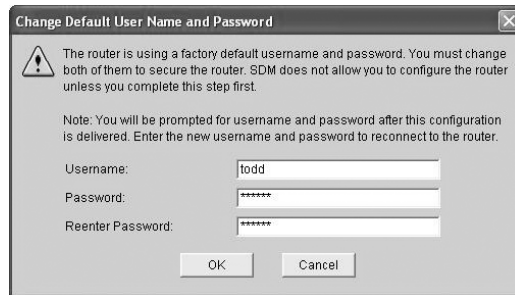 Change Default User Name and Password
The router is using a factory default username and password. You must change
both of them to secure the router. SDM does not allow you to configure the router
unless you complete this step first.
Note: You will be prompted for username and password after this configuration
is delivered. Enter the new username and password to reconnect to the router.
Username: todd
Password: ******
Reenter Password: ******
OK Cancel